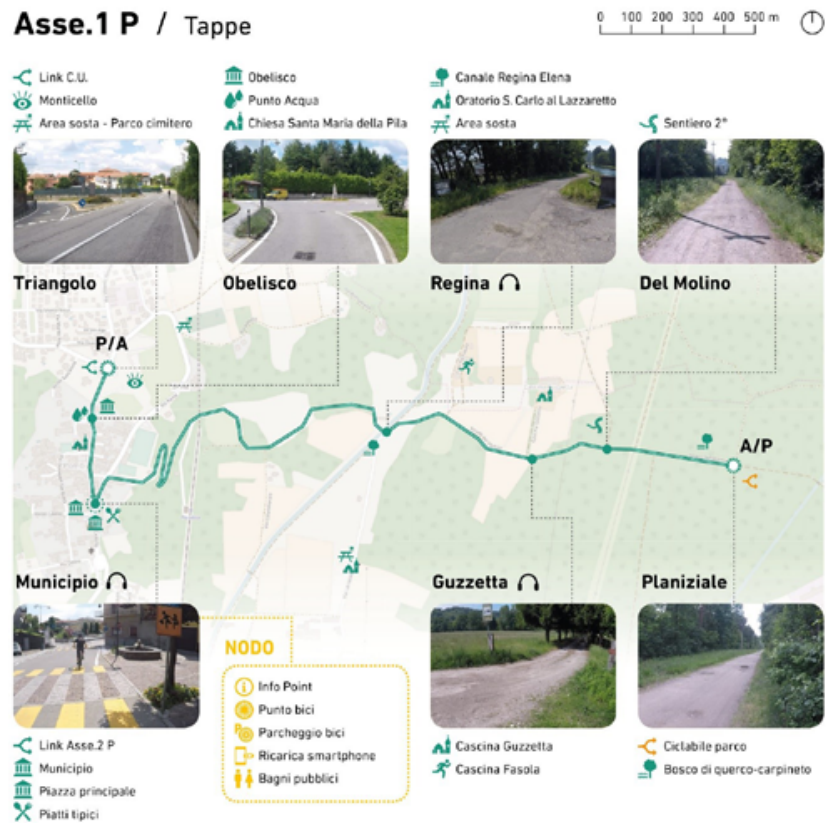 Asse.1 P / Tappe
0 100 200 300 400 500 m
Link C.U.
Monticello
Area sosta - Parco cimitero
Obelisco
Punto Acqua
Chiesa Santa Maria della Pila
Canale Regina Elena
Oratorio S. Carlo al Lazzaretto
Area sosta
Sentiero 2*
Triangolo
Obelisco
Regina
Del Molino
P/A
A/P
Municipio
Guzzetta
Planiziale
NODO
Info Point
Punto bici
Parcheggio bici
Ricarica smartphone
Bagni pubblici
Link Asse.2 P
Municipio
Piazza principale
Piatti tipici
Cascina Guzzetta
Cascina Fasola
Ciclabile parco
Bosco di querco-carpineto